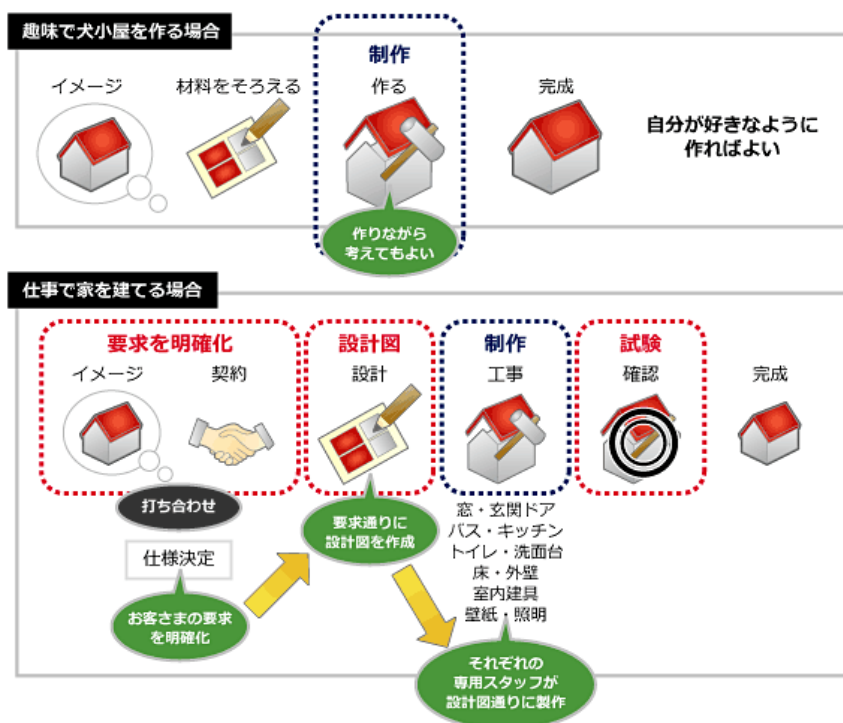 趣味で犬小屋を作る場合
制作
イメージ
材料をそろえる
作る
完成
自分が好きなように
作ればよい
作りながら
考えてもよい
仕事で家を建てる場合
要求を明確化
設計図
制作
試験
イメージ
契約
設計
工事
確認
完成
打ち合わせ
仕様決定
お客さまの要求
を明確化
要求通りに
設計図を作成
窓・玄関ドア
バス・キッチン
トイレ・洗面台
床・外壁
室内建具
壁紙・照明
それぞれの
専用スタッフが
設計図通りに製作